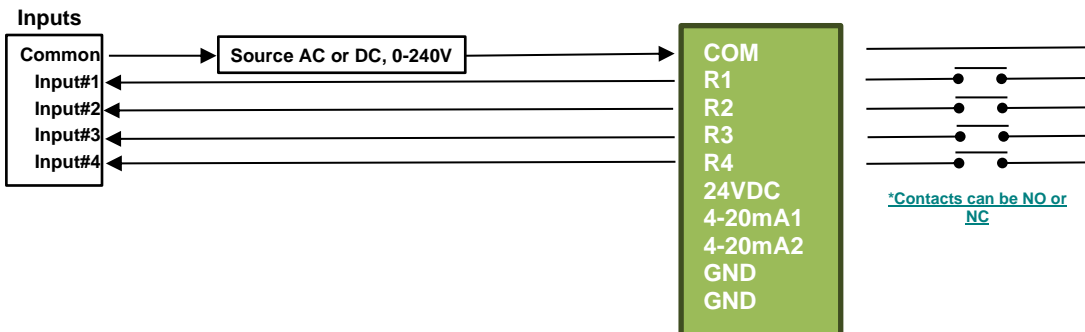 Inputs
Common
Input#1
Input#2
Input#3
Input#4
Source AC or DC, 0-240V
COM
R1
R2
R3
R4
24VDC
4-20mA1
4-20mA2
GND
GND
*Contacts can be NO or
NC